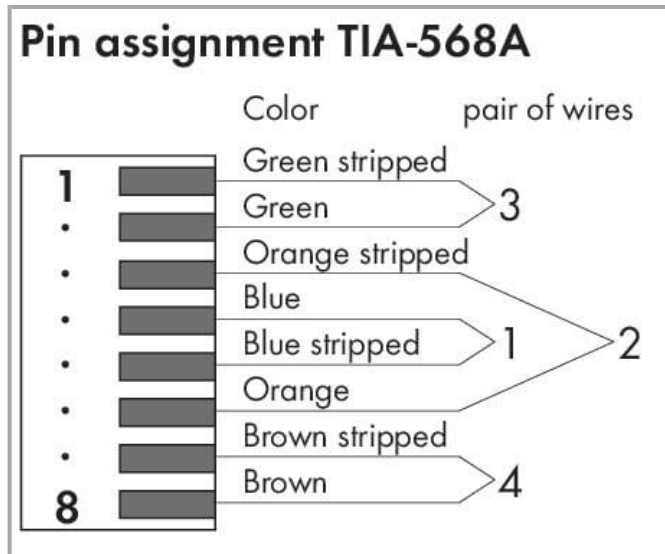 Pin assignment TIA-568A
Color pair of wires
1 Green stripped
Green 3
Orange stripped
Blue
Blue stripped 1 2
Orange
Brown stripped
Brown 4
8